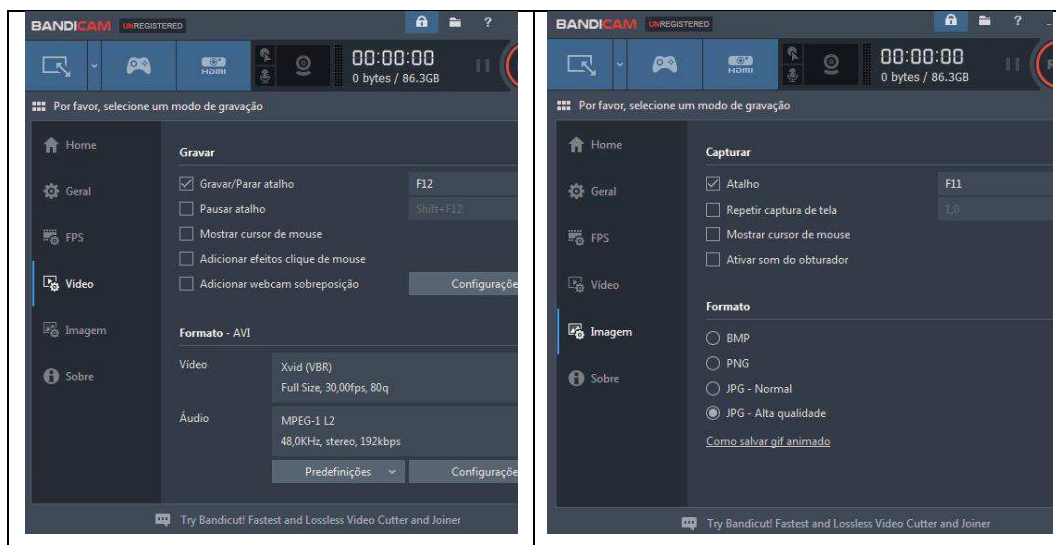 BANDICAM UNREGISTERED ?
HDMI
00:00:00
0 bytes / 86.3GB
Por favor, selecione um modo de gravação
Home
Geral
FPS
Vídeo
Imagem
Sobre
Gravar
Gravar/Parar atalho F12
Pausar atalho Shift+F12
Mostrar cursor de mouse
Adicionar efeitos clique de mouse
Adicionar webcam sobreposição Configuraçõe
Formato - AVI
Vídeo Xvid (VBR)
Full Size, 30,00fps, 80q
Áudio MPEG-1 L2
48,0KHz, stereo, 192kbps
Predefinições Configuraçõe
Try Bandicut! Fastest and Lossless Video Cutter and Joiner
BANDICAM UNREGISTERED ?
HDMI
00:00:00
0 bytes / 86.3GB
Por favor, selecione um modo de gravação
Home
Geral
FPS
Vídeo
Imagem
Sobre
Capturar
Atalho F11
Repetir captura de tela 1,0
Mostrar cursor de mouse
Ativar som do obturador
Formato
BMP
PNG
JPG - Normal
JPG - Alta qualidade
Como salvar gif animado
Try Bandicut! Fastest and Lossless Video Cutter and Joiner